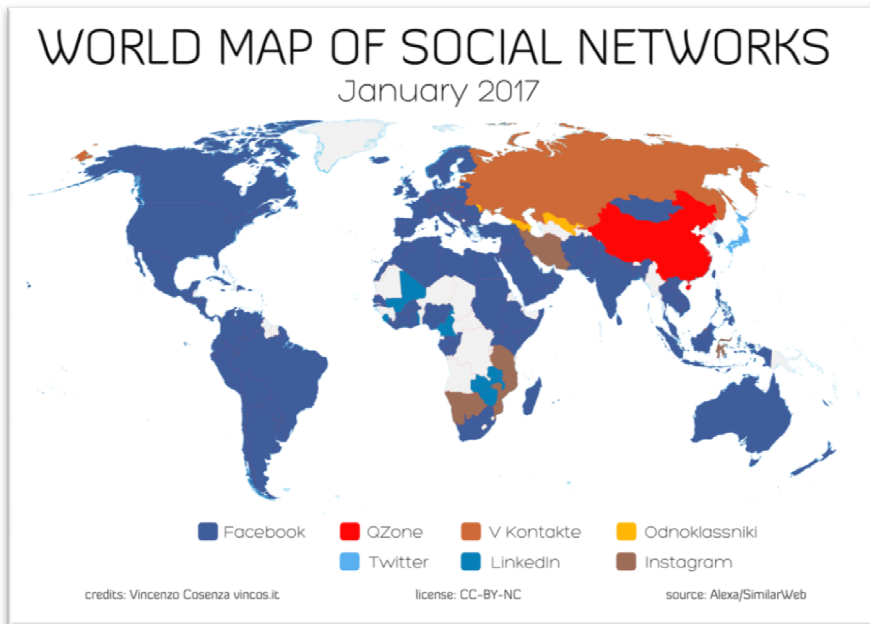 WORLD MAP OF SOCIAL NETWORKS
January 2017
Facebook QZone V Kontakte Odnoklassniki
Twitter LinkedIn Instagram
credits: Vincenzo Cosenza vincos.it license: CC-BY-NC source: Alexa/SimilarWeb